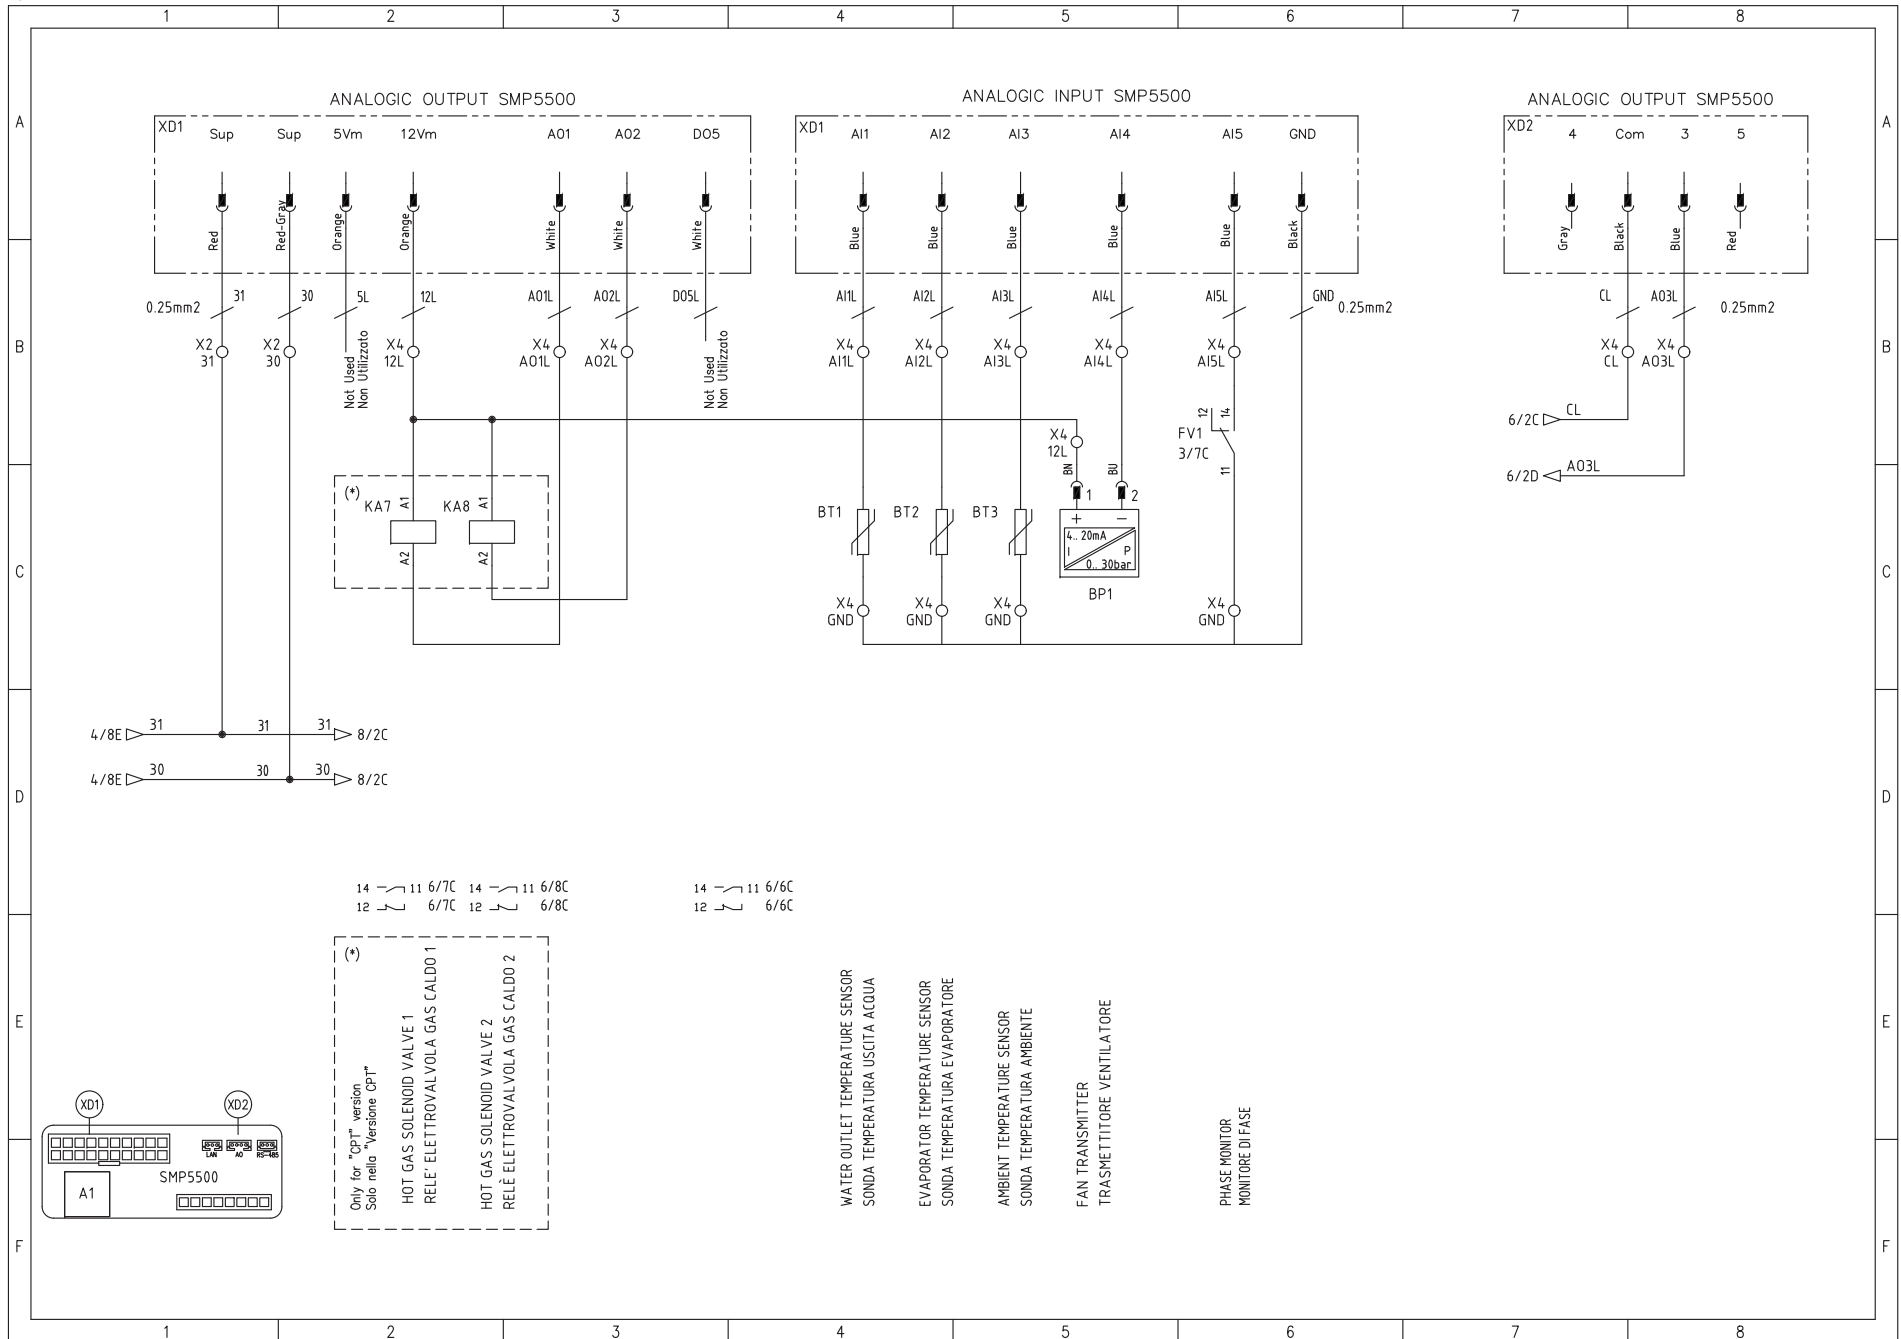 1 2 3 4 5 6 7 8
ANALOGIC OUTPUT SMP5500
ANALOGIC INPUT SMP5500
ANALOGIC OUTPUT SMP5500
A
A
XD1 Sup Sup 5Vm 12Vm AO1 AO2 DO5
XD1 AI1 AI2 AI3 AI4 AI5 GND
XD2 4 Com 3 5
Red Red-Gray Orange Orange White White White
Blue Blue Blue Blue Blue Black
Gray Black Blue Red
0.25mm2 31 30 5L 12L AO1L AO2L DO5L
AI1L AI2L AI3L AI4L AI5L GND 0.25mm2
CL AO3L 0.25mm2
B
B
X2 X2 X4 X4 X4
31 30 12L AO1L AO2L
Not Used
Non Utilizzato
Not Used
Non Utilizzato
X4 X4 X4 X4 X4
AI1L AI2L AI3L AI4L AI5L
X4 X4
CL AO3L
12 14
FV1
3/7C
11
X4
12L
BN BU
6/2C CL
6/2D AO3L
(*)
KA7 A1 KA8 A1
A2 A2
BT1 BT2 BT3
1 2
+ −
4.. 20mA
I P
0.. 30bar
BP1
C
C
X4 X4 X4 X4
GND GND GND GND
4/8E 31 31 31 8/2C
4/8E 30 30 30 8/2C
D
D
14 11 6/7C 14 11 6/8C 14 11 6/6C
12 6/7C 12 6/8C 12 6/6C
(*)
Only for "CPT" version
Solo nella "Versione CPT"
HOT GAS SOLENOID VALVE 1
RELE' ELETTROVALVOLA GAS CALDO 1
HOT GAS SOLENOID VALVE 2
RELÈ ELETTROVALVOLA GAS CALDO 2
WATER OUTLET TEMPERATURE SENSOR
SONDA TEMPERATURA USCITA ACQUA
EVAPORATOR TEMPERATURE SENSOR
SONDA TEMPERATURA EVAPORATORE
AMBIENT TEMPERATURE SENSOR
SONDA TEMPERATURA AMBIENTE
FAN TRANSMITTER
TRASMETTITORE VENTILATORE
PHASE MONITOR
MONITORE DI FASE
E
E
XD1 XD2
LAN AO RS-485
SMP5500
A1
F
F
1 2 3 4 5 6 7 8